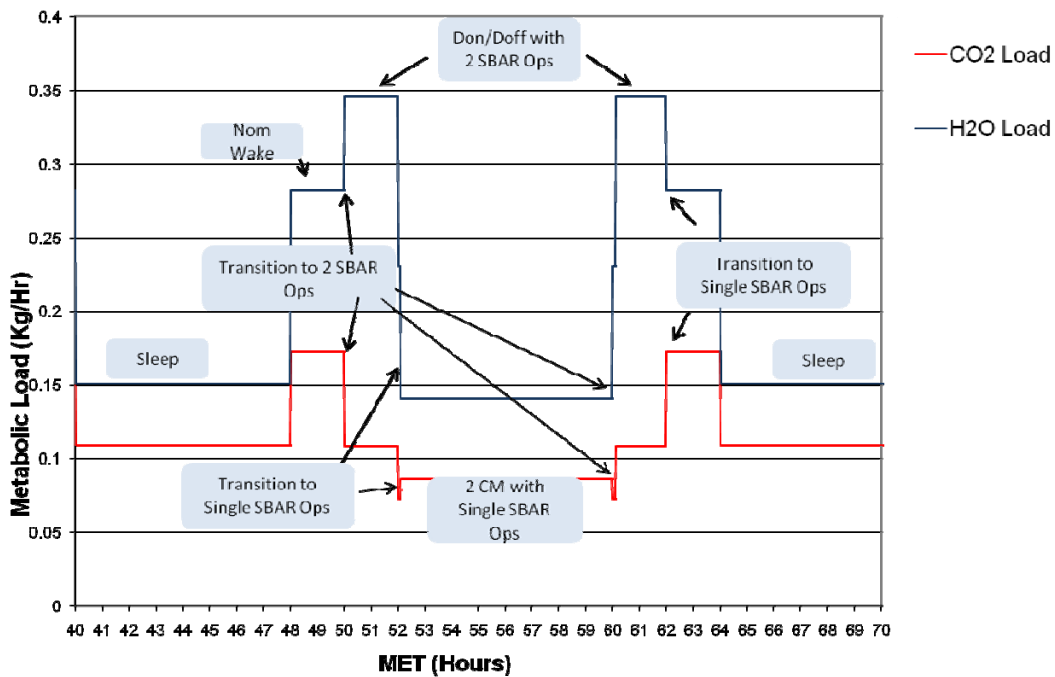 0.4
0.35
0.3
0.25
0.2
0.15
0.1
0.05
0
Metabolic Load (Kg/Hr)
Don/Doff with
2 SBAR Ops
Nom
Wake
Transition to 2 SBAR
Ops
Transition to
Single SBAR Ops
Sleep
Sleep
Transition to
Single SBAR Ops
2 CM with
Single SBAR
Ops
40 41 42 43 44 45 46 47 48 49 50 51 52 53 54 55 56 57 58 59 60 61 62 63 64 65 66 67 68 69 70
MET (Hours)
CO2 Load
H2O Load